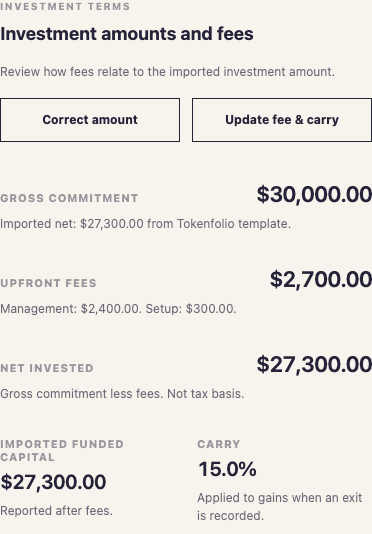 INVESTMENT TERMS
Investment amounts and fees
Review how fees relate to the imported investment amount.
Correct amount
Update fee & carry
GROSS COMMITMENT
$30,000.00
Imported net: $27,300.00 from Tokenfolio template.
UPFRONT FEES
$2,700.00
Management: $2,400.00. Setup: $300.00.
NET INVESTED
$27,300.00
Gross commitment less fees. Not tax basis.
IMPORTED FUNDED
CAPITAL
$27,300.00
Reported after fees.
CARRY
15.0%
Applied to gains when an exit
is recorded.